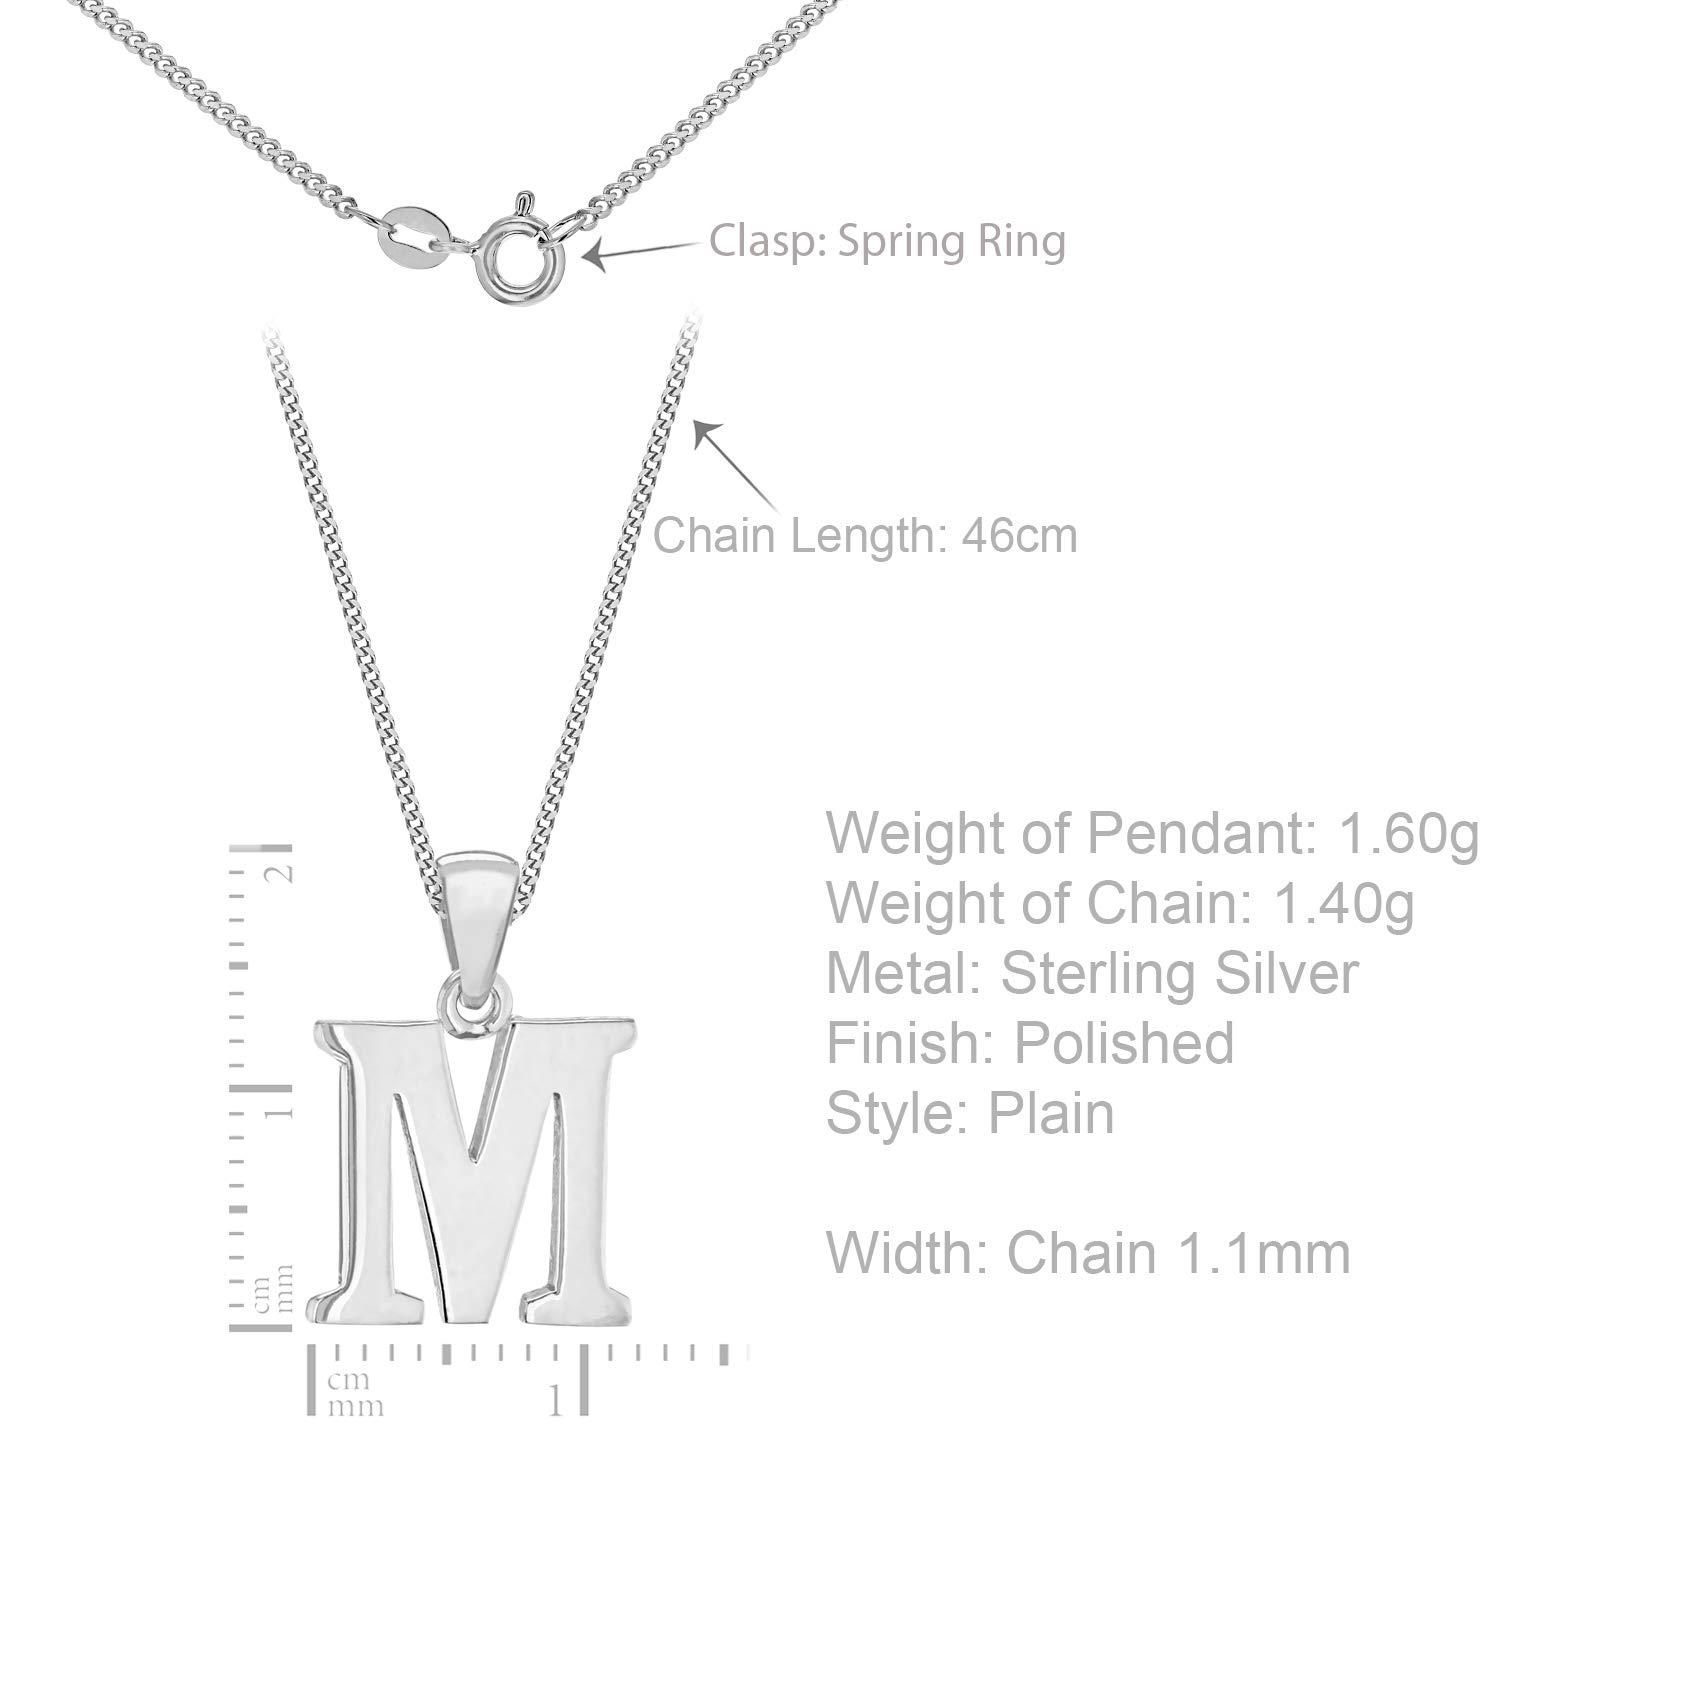 Clasp: Spring Ring
Chain Length: 46cm
Weight of Pendant: 1.60g
Weight of Chain: 1.40g
Metal: Sterling Silver
Finish: Polished
Style: Plain
Width: Chain 1.1mm
2
1
cm
mm
M
cm
mm
1